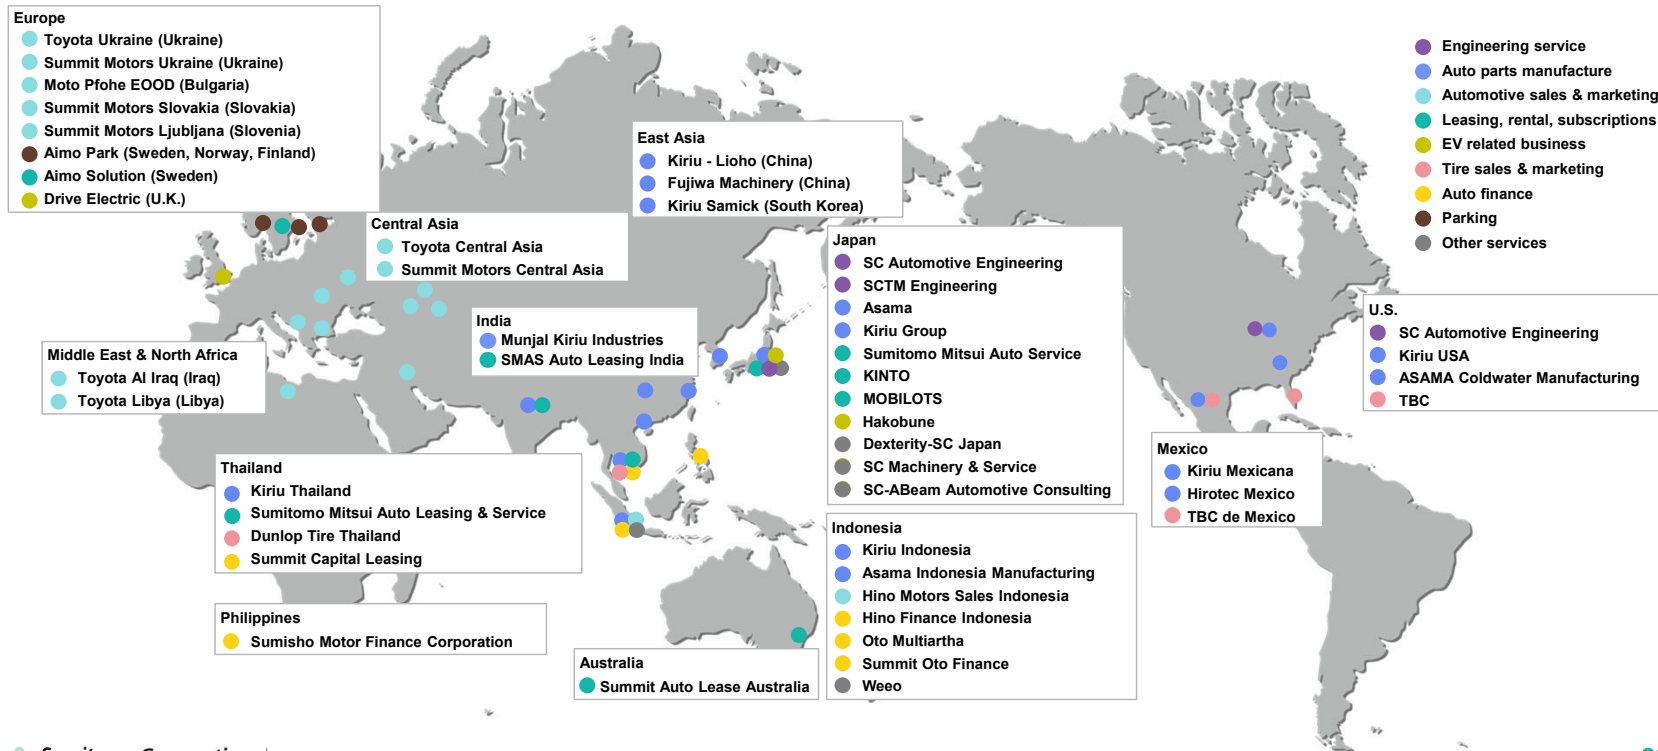 Europe
Toyota Ukraine (Ukraine)
Summit Motors Ukraine (Ukraine)
Moto Pfohe EOOD (Bulgaria)
Summit Motors Slovakia (Slovakia)
Summit Motors Ljubljana (Slovenia)
Aimo Park (Sweden, Norway, Finland)
Aimo Solution (Sweden)
Drive Electric (U.K.)
Central Asia
Toyota Central Asia
Summit Motors Central Asia
East Asia
Kiriu - Lioho (China)
Fujiwa Machinery (China)
Kiriu Samick (South Korea)
Engineering service
Auto parts manufacture
Automotive sales & marketing
Leasing, rental, subscriptions
EV related business
Tire sales & marketing
Auto finance
Parking
Other services
India
Munjal Kiriu Industries
SMAS Auto Leasing India
Japan
SC Automotive Engineering
SCTM Engineering
Asama
Kiriu Group
Sumitomo Mitsui Auto Service
KINTO
MOBILOTS
Hakobune
Dexterity-SC Japan
SC Machinery & Service
SC-ABeam Automotive Consulting
U.S.
SC Automotive Engineering
Kiriu USA
ASAMA Coldwater Manufacturing
TBC
Middle East & North Africa
Toyota Al Iraq (Iraq)
Toyota Libya (Libya)
Mexico
Kiriu Mexicana
Hirotec Mexico
TBC de Mexico
Thailand
Kiriu Thailand
Sumitomo Mitsui Auto Leasing & Service
Dunlop Tire Thailand
Summit Capital Leasing
Indonesia
Kiriu Indonesia
Asama Indonesia Manufacturing
Hino Motors Sales Indonesia
Hino Finance Indonesia
Oto Multiartha
Summit Oto Finance
Weeo
Philippines
Sumisho Motor Finance Corporation
Australia
Summit Auto Lease Australia